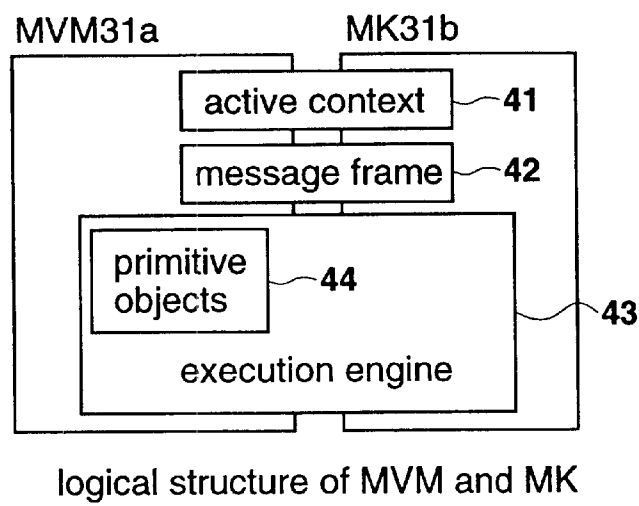 MVM31a MK31b
active context 41
message frame 42
primitive
objects 44
43
execution engine
logical structure of MVM and MK